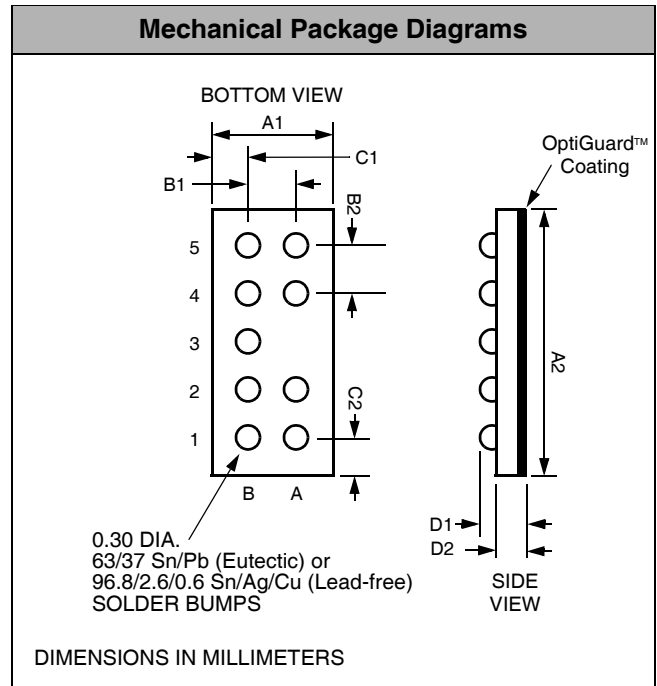 Mechanical Package Diagrams
BOTTOM VIEW
A1
C1
B1
B2
OptiGuard™
Coating
5
4
3
2
1
C2
A2
B A
D1
D2
0.30 DIA.
63/37 Sn/Pb (Eutectic) or
96.8/2.6/0.6 Sn/Ag/Cu (Lead-free)
SOLDER BUMPS
SIDE
VIEW
DIMENSIONS IN MILLIMETERS